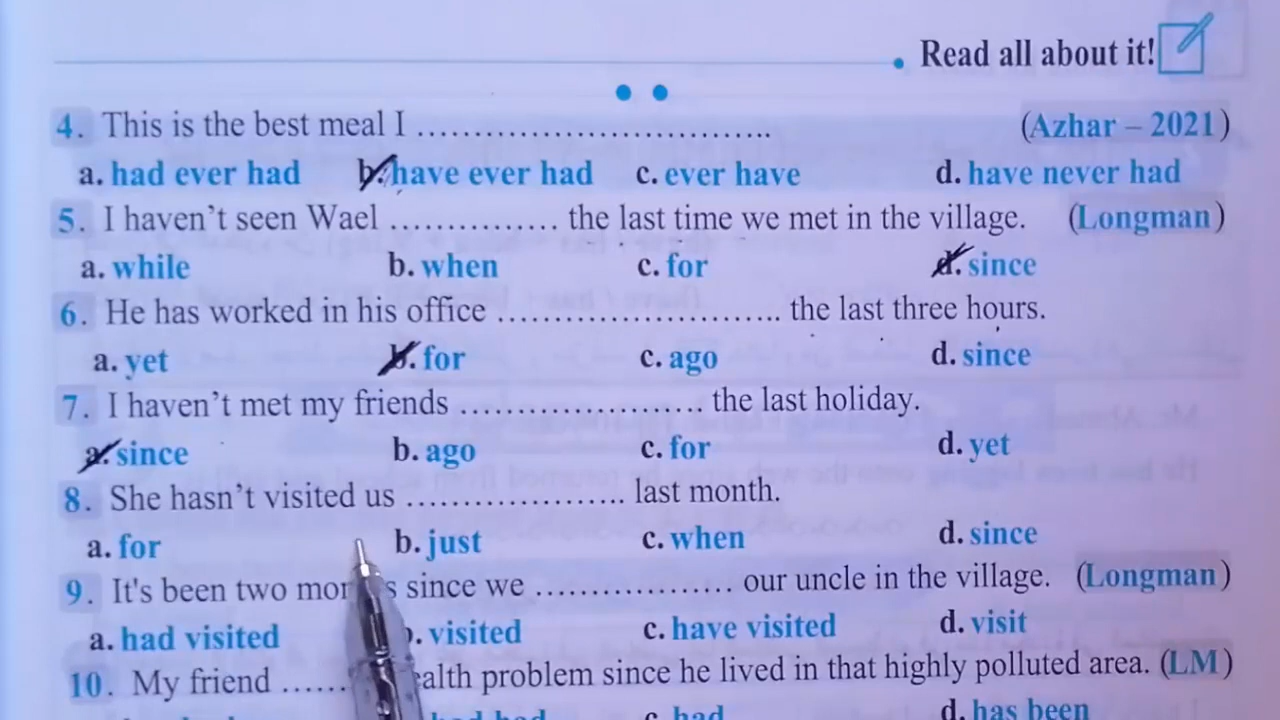 Read all about it!
4. This is the best meal I .................................. (Azhar – 2021)
a. had ever had b. have ever had c. ever have d. have never had
5. I haven't seen Wael ................ the last time we met in the village. (Longman)
a. while b. when c. for d. since
6. He has worked in his office ........................... the last three hours.
a. yet b. for c. ago d. since
7. I haven't met my friends ....................... the last holiday.
a. since b. ago c. for d. yet
8. She hasn't visited us ..................... last month.
a. for b. just c. when d. since
9. It's been two since we ................... our uncle in the village. (Longman)
a. had visited b. visited c. have visited d. visit
10. My friend ...... problem since he lived in that highly polluted area. (LM)
had had c. had d. has been